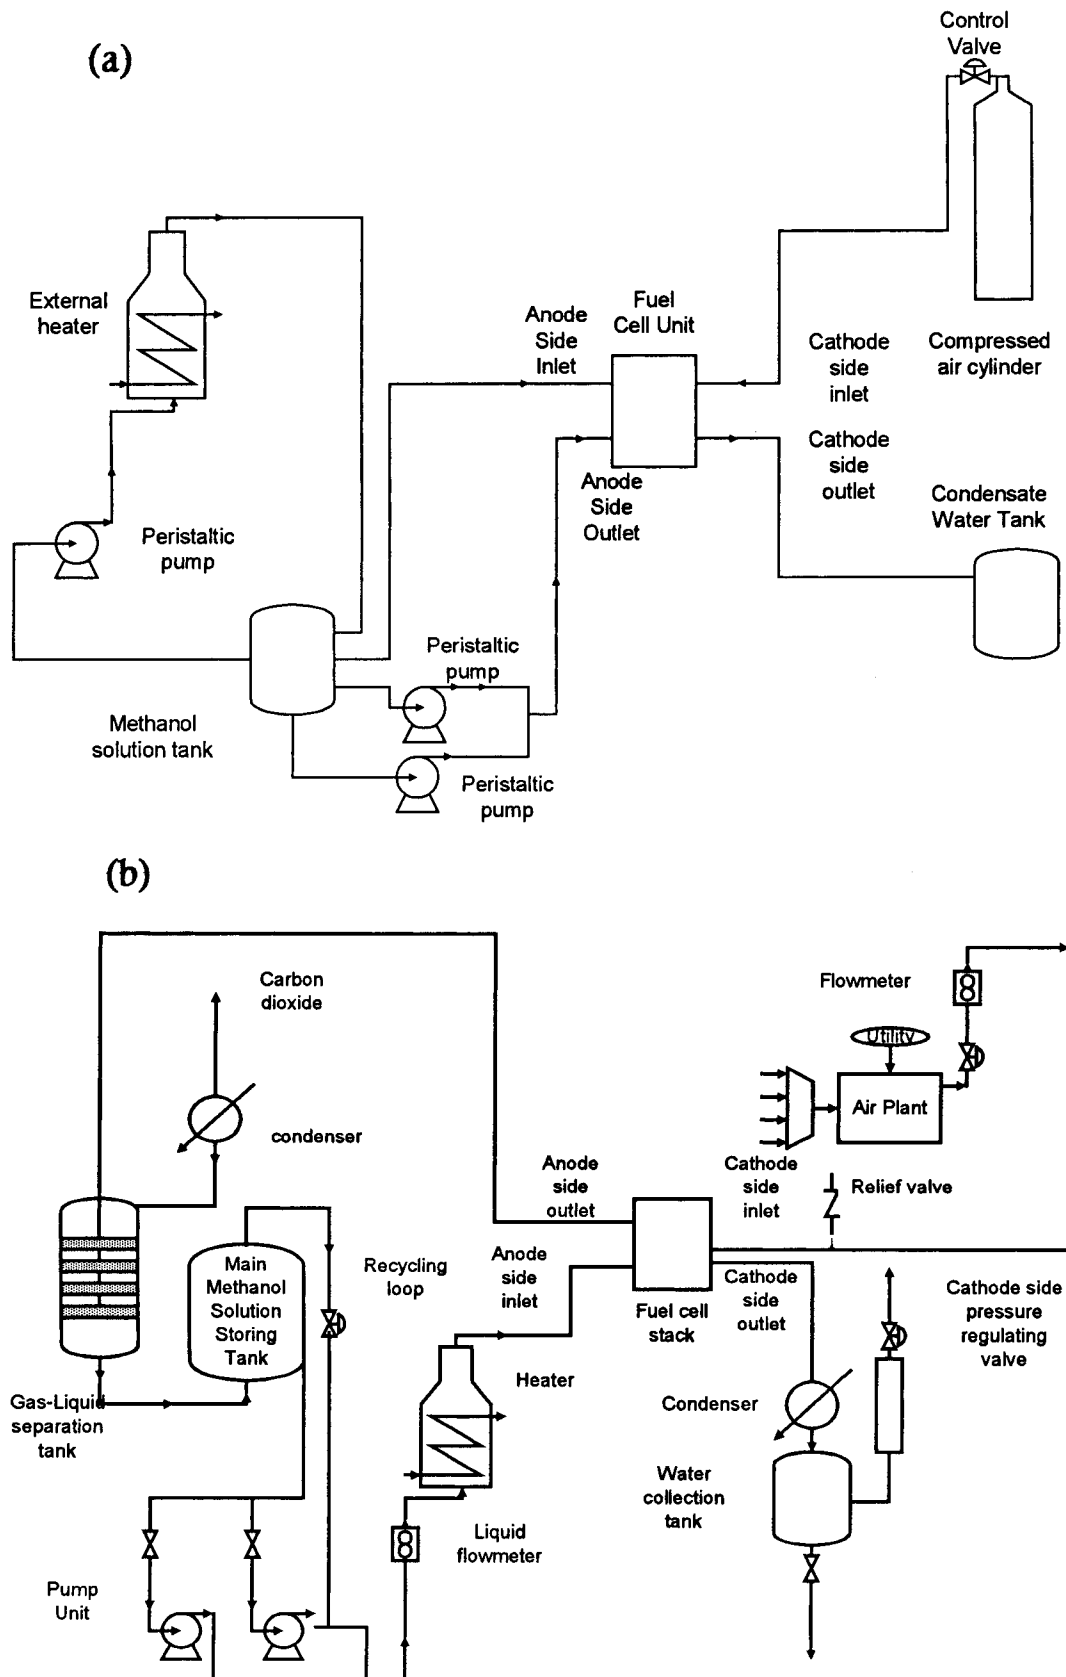 (a)
Control
Valve
External
heater
Anode
Side
Inlet
Fuel
Cell Unit
Cathode
side
inlet
Compressed
air cylinder
Cathode
side
outlet
Anode
Side
Outlet
Condensate
Water Tank
Peristaltic
pump
Peristaltic
pump
Methanol
solution tank
Peristaltic
pump
(b)
Carbon
dioxide
Flowmeter
Utility
Air Plant
condenser
Anode
side
outlet
Cathode
side
inlet
Relief valve
Main
Methanol
Solution
Storing
Tank
Recycling
loop
Anode
side
inlet
Fuel cell
stack
Cathode
side
outlet
Cathode side
pressure
regulating
valve
Gas-Liquid
separation
tank
Heater
Condenser
Water
collection
tank
Liquid
flowmeter
Pump
Unit